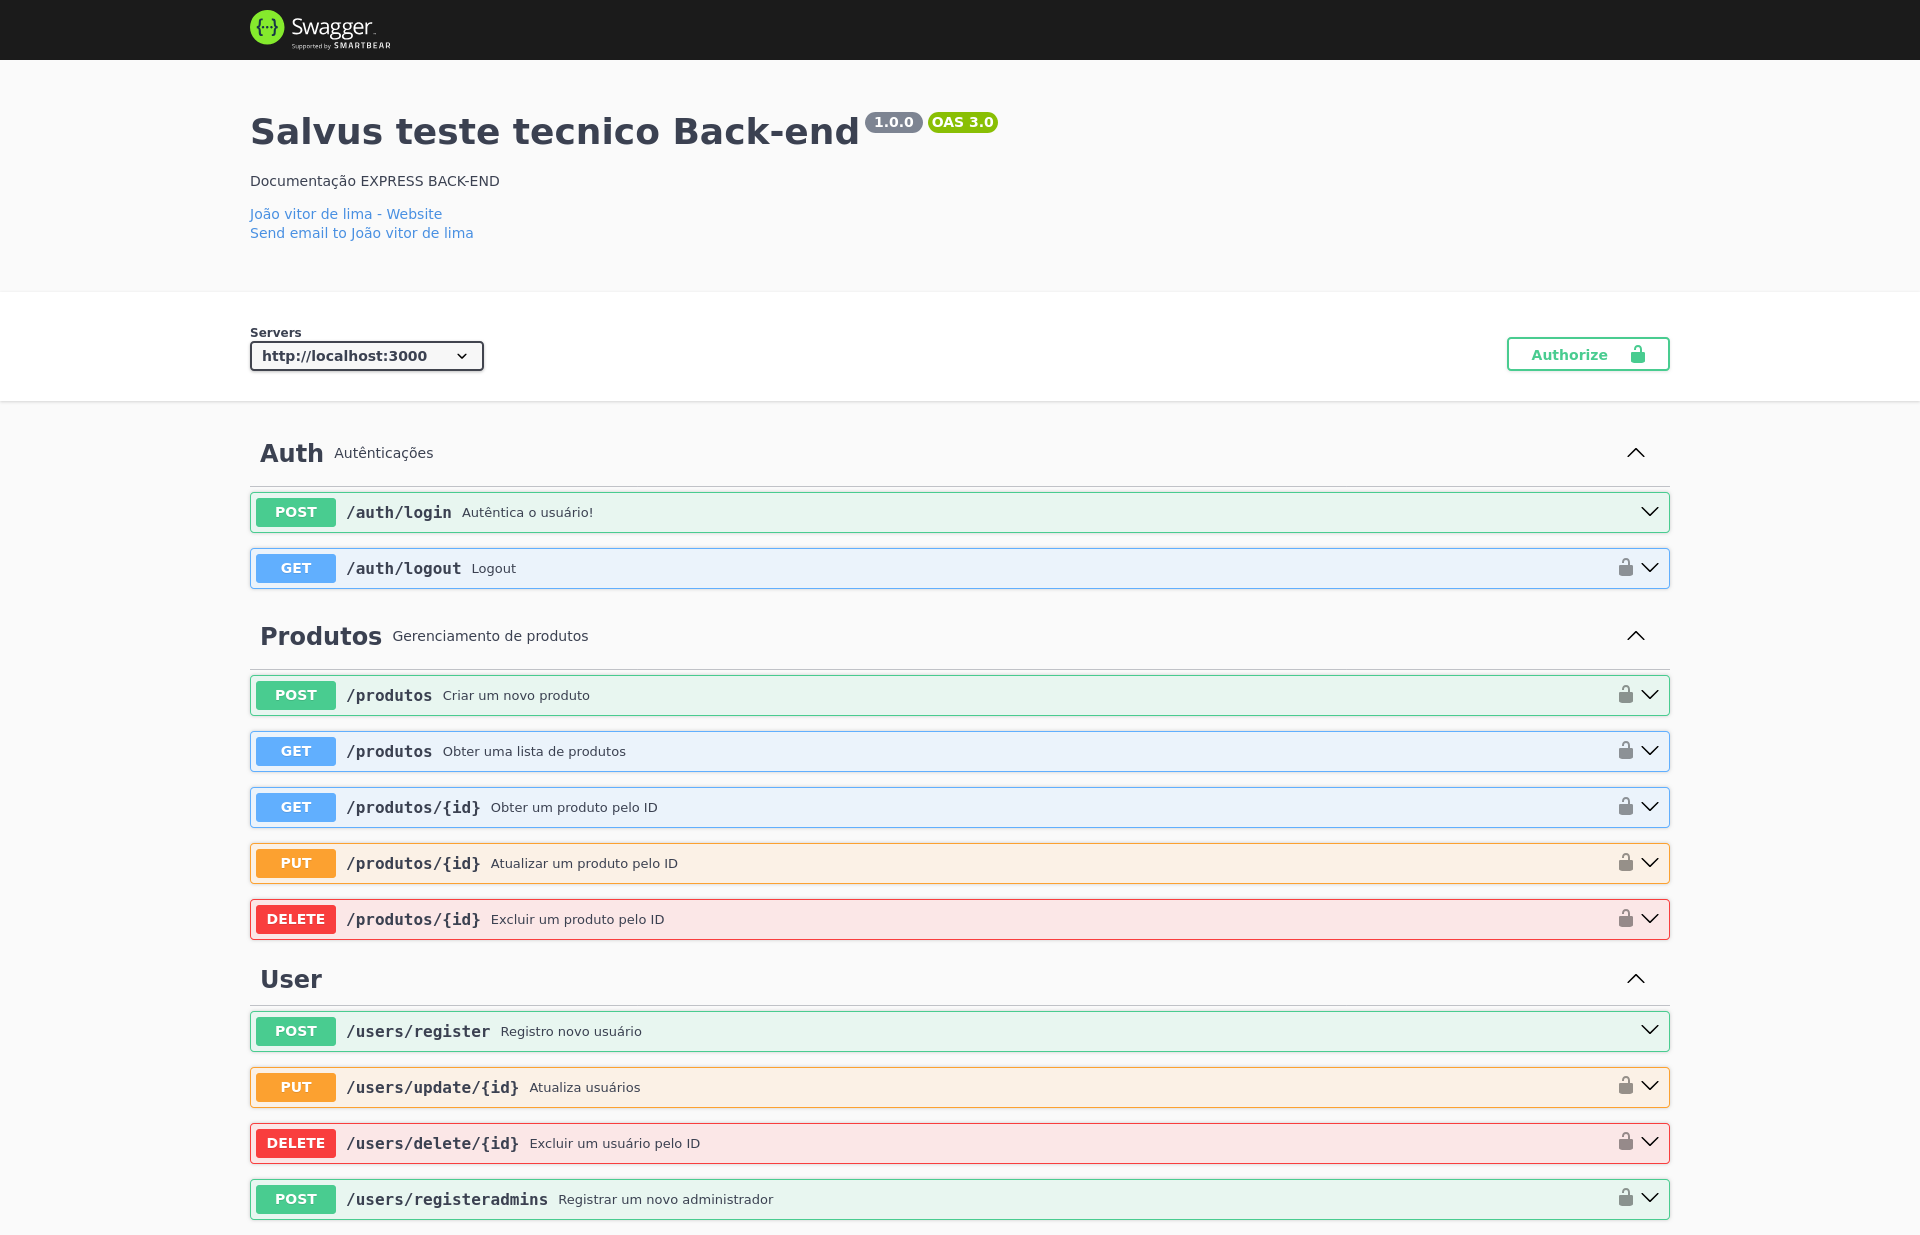 Swagger
Supported by SMARTBEAR
Salvus teste tecnico Back-end 1.0.0 OAS 3.0
Documentação EXPRESS BACK-END
João vitor de lima - Website
Send email to João vitor de lima
Servers
http://localhost:3000
Authorize
Auth Autênticações
POST /auth/login Autêntica o usuário!
GET /auth/logout Logout
Produtos Gerenciamento de produtos
POST /produtos Criar um novo produto
GET /produtos Obter uma lista de produtos
GET /produtos/{id} Obter um produto pelo ID
PUT /produtos/{id} Atualizar um produto pelo ID
DELETE /produtos/{id} Excluir um produto pelo ID
User
POST /users/register Registro novo usuário
PUT /users/update/{id} Atualiza usuários
DELETE /users/delete/{id} Excluir um usuário pelo ID
POST /users/registeradmins Registrar um novo administrador